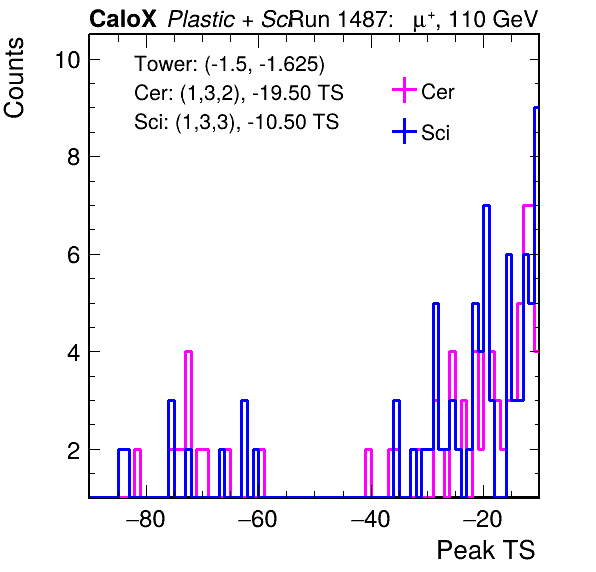 CaloX Plastic + Sci Run 1487: μ⁺, 110 GeV
Counts
Tower: (-1.5, -1.625)
Cer: (1,3,2), -19.50 TS
Sci: (1,3,3), -10.50 TS
Cer
Sci
10
8
6
4
2
−80 −60 −40 −20
Peak TS